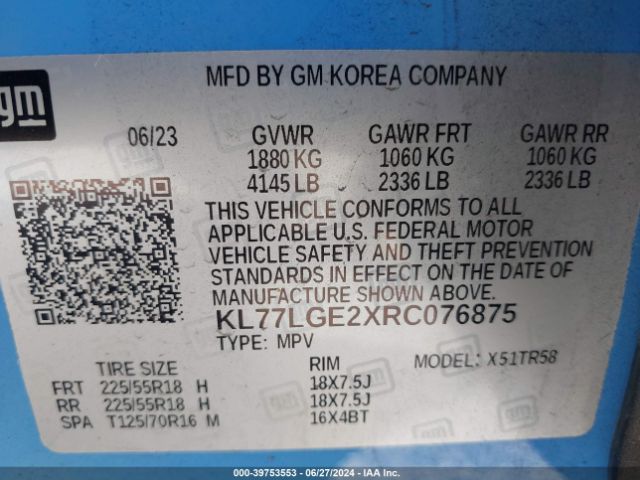 gm
MFD BY GM KOREA COMPANY
06/23 GVWR GAWR FRT GAWR RR
1880 KG 1060 KG 1060 KG
4145 LB 2336 LB 2336 LB
THIS VEHICLE CONFORMS TO ALL
APPLICABLE U.S. FEDERAL MOTOR
VEHICLE SAFETY AND THEFT PREVENTION
STANDARDS IN EFFECT ON THE DATE OF
MANUFACTURE SHOWN ABOVE.
KL77LGE2XRC076875
TYPE: MPV MODEL: X51TR58
TIRE SIZE RIM
FRT 225/55R18 H 18X7.5J
RR 225/55R18 H 18X7.5J
SPA T125/70R16 M 16X4BT
000-39753553 - 06/27/2024 - IAA Inc.